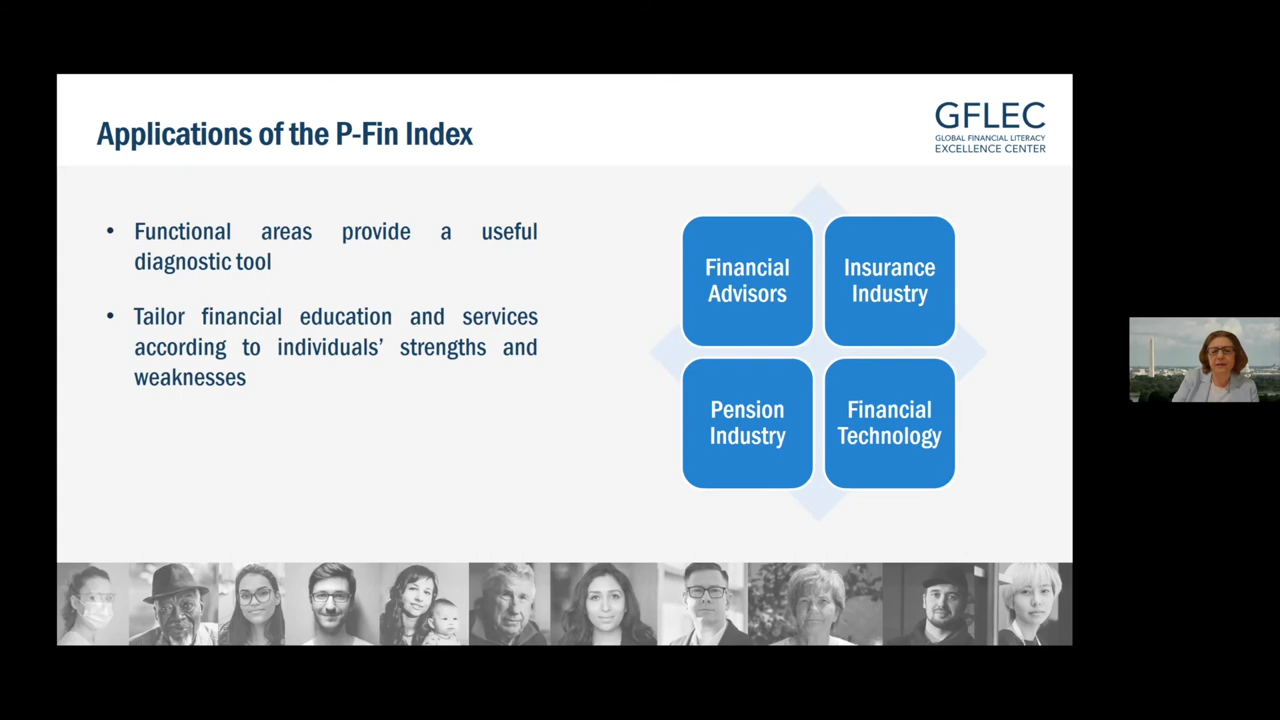 Applications of the P-Fin Index
GFLEC
GLOBAL FINANCIAL LITERACY
EXCELLENCE CENTER
• Functional areas provide a useful
diagnostic tool
• Tailor financial education and services
according to individuals’ strengths and
weaknesses
Financial
Advisors
Insurance
Industry
Pension
Industry
Financial
Technology